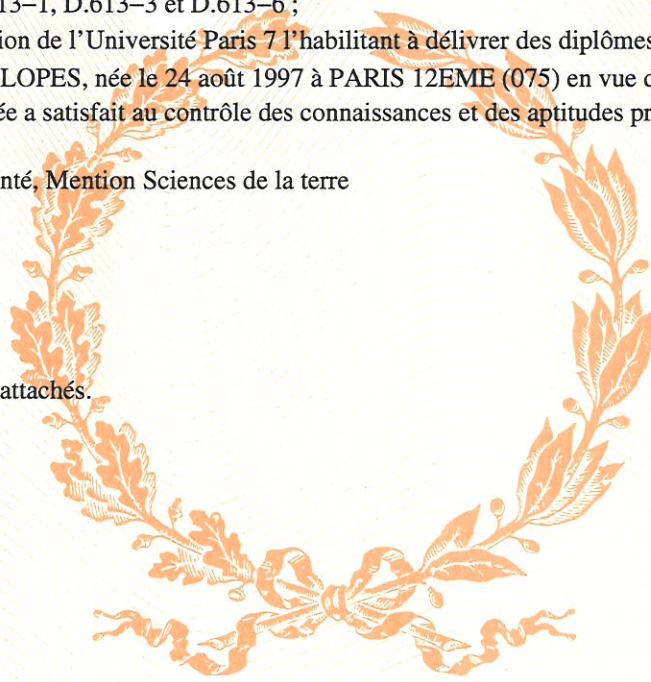 13–1, D.613–3 et D.613–6 ;
ion de l'Université Paris 7 l'habilitant à délivrer des diplômes
LOPES, née le 24 août 1997 à PARIS 12EME (075) en vue d
ée a satisfait au contrôle des connaissances et des aptitudes pr
nté, Mention Sciences de la terre
attachés.